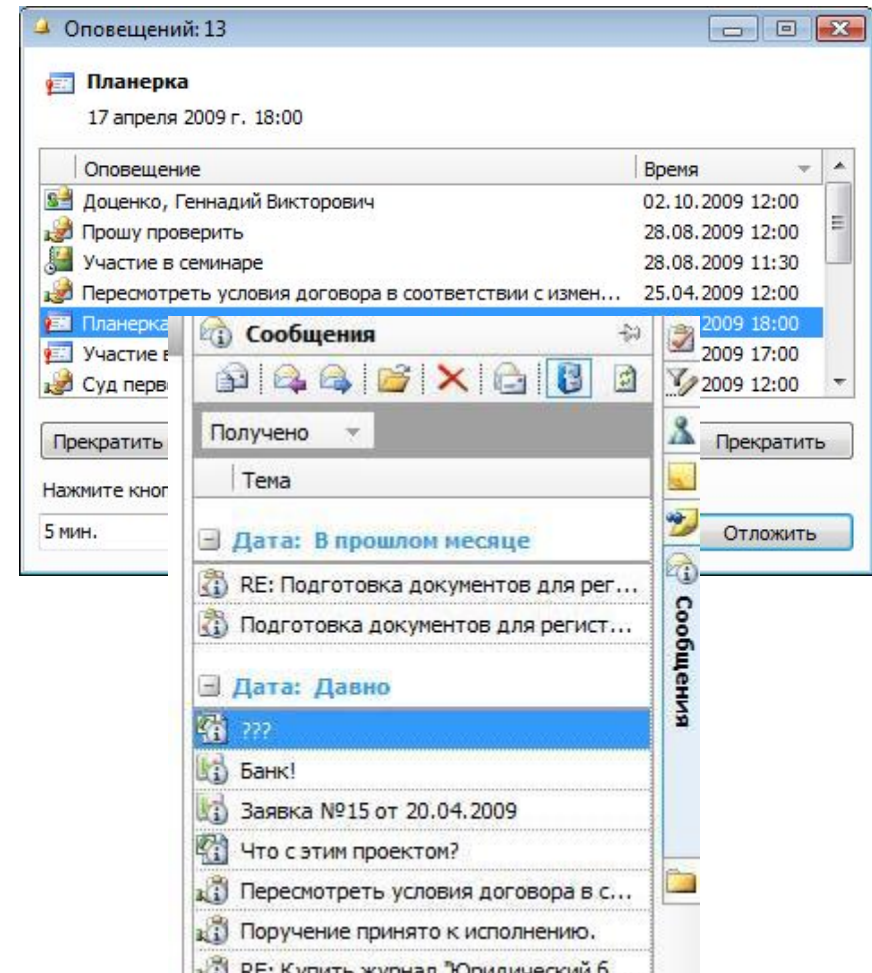 Оповещений: 13
Планерка
17 апреля 2009 г. 18:00
Оповещение Время
Доценко, Геннадий Викторович 02.10.2009 12:00
Прошу проверить 28.08.2009 12:00
Участие в семинаре 28.08.2009 11:30
Пересмотреть условия договора в соответствии с измен... 25.04.2009 12:00
Планерка 2009 18:00
Участие в 2009 17:00
Суд перв 2009 12:00
Прекратить Прекратить
Нажмите кноп
5 мин. Отложить
Сообщения
Получено
Тема
Дата: В прошлом месяце
RE: Подготовка документов для рег...
Подготовка документов для регист...
Дата: Давно
???
Банк!
Заявка №15 от 20.04.2009
Что с этим проектом?
Пересмотреть условия договора в с...
Поручение принято к исполнению.
RE: Купить журнал "Юридический б
Сообщения